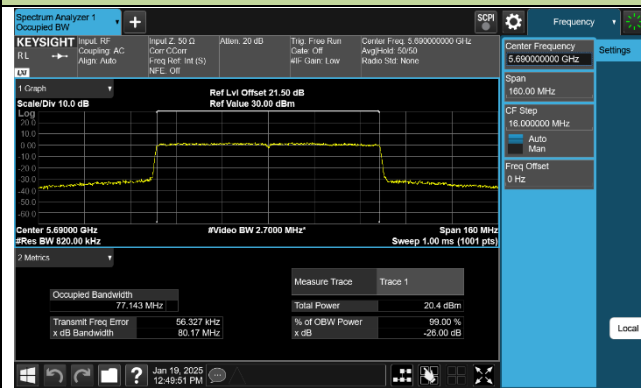 Spectrum Analyzer 1
Occupied BW
SCPI
Frequency
KEYSIGHT
RL
Align: Auto
LXI
Input: RF
Coupling: AC
Input Z: 50 Ω
Corr CCorr
Freq Ref: Int (S)
NFE: Off
Atten: 20 dB
Trig: Free Run
Gate: Off
#IF Gain: Low
Center Freq: 5.690000000 GHz
Avg|Hold: 50/50
Radio Std: None
Center Frequency
5.690000000 GHz
Settings
Span
160.00 MHz
CF Step
16.000000 MHz
Auto
Man
Freq Offset
0 Hz
Local
1 Graph
Scale/Div 10.0 dB
Ref Lvl Offset 21.50 dB
Ref Value 30.00 dBm
Log
20.0
10.0
0.00
-10.0
-20.0
-30.0
-40.0
-50.0
-60.0
Center 5.69000 GHz
#Res BW 820.00 kHz
#Video BW 2.7000 MHz*
Span 160 MHz
Sweep 1.00 ms (1001 pts)
2 Metrics
Measure Trace
Trace 1
Occupied Bandwidth
77.143 MHz
Total Power
20.4 dBm
Transmit Freq Error
56.327 kHz
% of OBW Power
99.00 %
x dB Bandwidth
80.17 MHz
x dB
-26.00 dB
Jan 19, 2025
12:49:51 PM